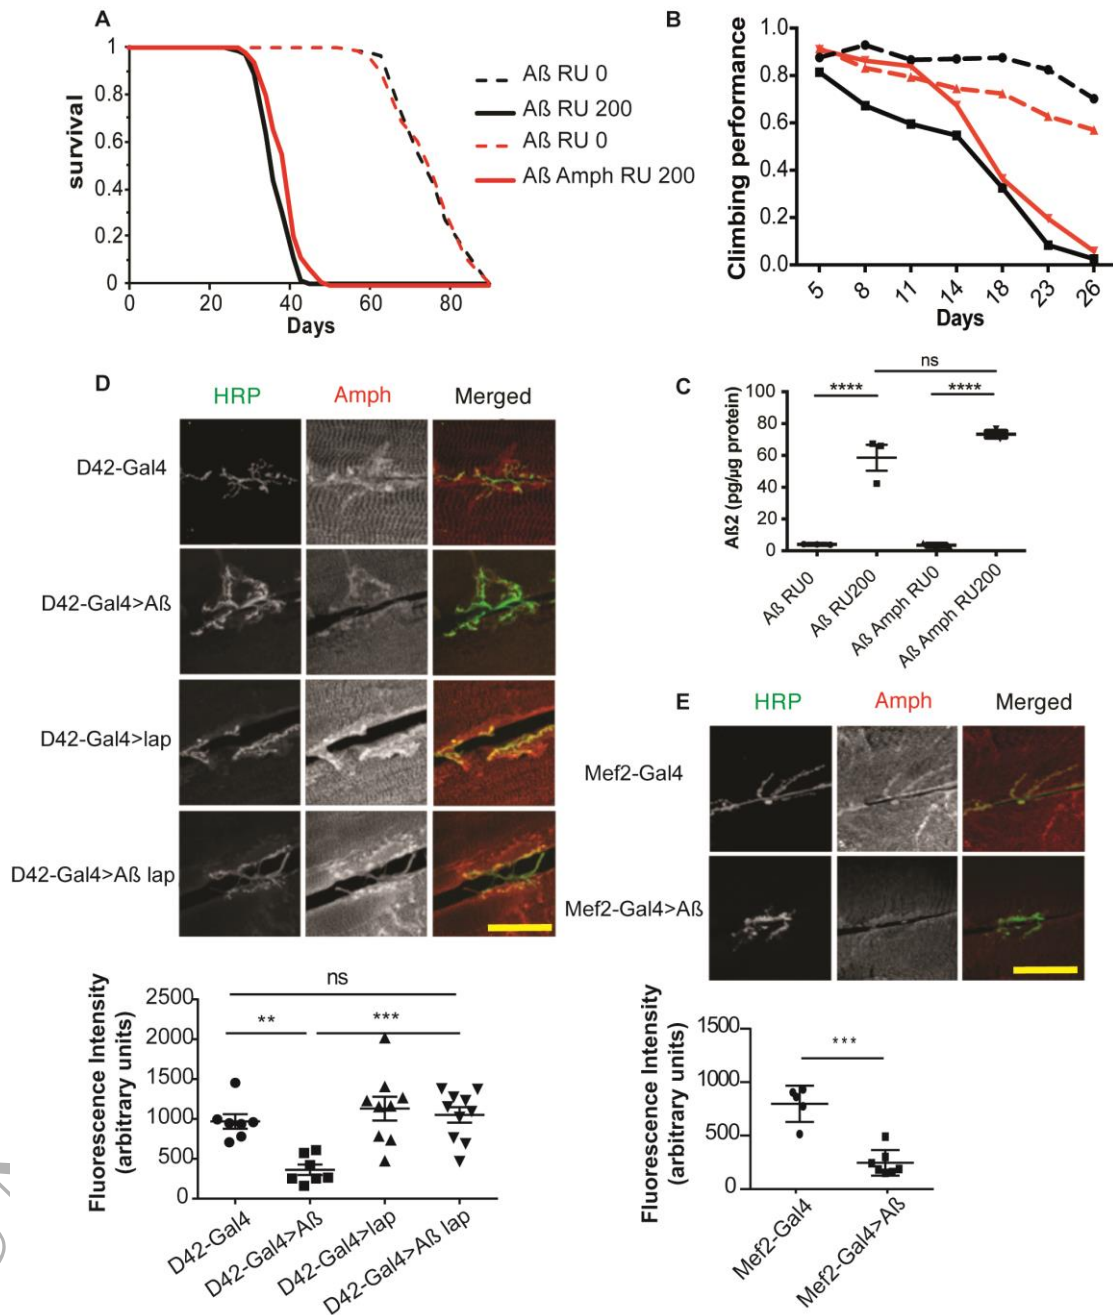 A
survival
1
0.8
0.6
0.4
0.2
0
0
20
40
60
80
Days
Aß RU 0
Aß RU 200
Aß RU 0
Aß Amph RU 200
B
Climbing performance
1.0
0.8
0.6
0.4
0.2
0.0
5
8
11
14
18
23
26
Days
D
HRP
Amph
Merged
D42-Gal4
D42-Gal4>Aß
D42-Gal4>lap
D42-Gal4>Aß lap
C
ns
****
****
Aß2 (pg/µg protein)
100
80
60
40
20
0
Aß RU0
Aß RU200
Aß Amph RU0
Aß Amph RU200
E
HRP
Amph
Merged
Mef2-Gal4
Mef2-Gal4>Aß
ns
**
***
Fluorescence Intensity
(arbitrary units)
2500
2000
1500
1000
500
0
D42-Gal4
D42-Gal4>Aß
D42-Gal4>lap
D42-Gal4>Aß lap
***
Fluorescence Intensity
(arbitrary units)
1500
1000
500
0
Mef2-Gal4
Mef2-Gal4>Aß